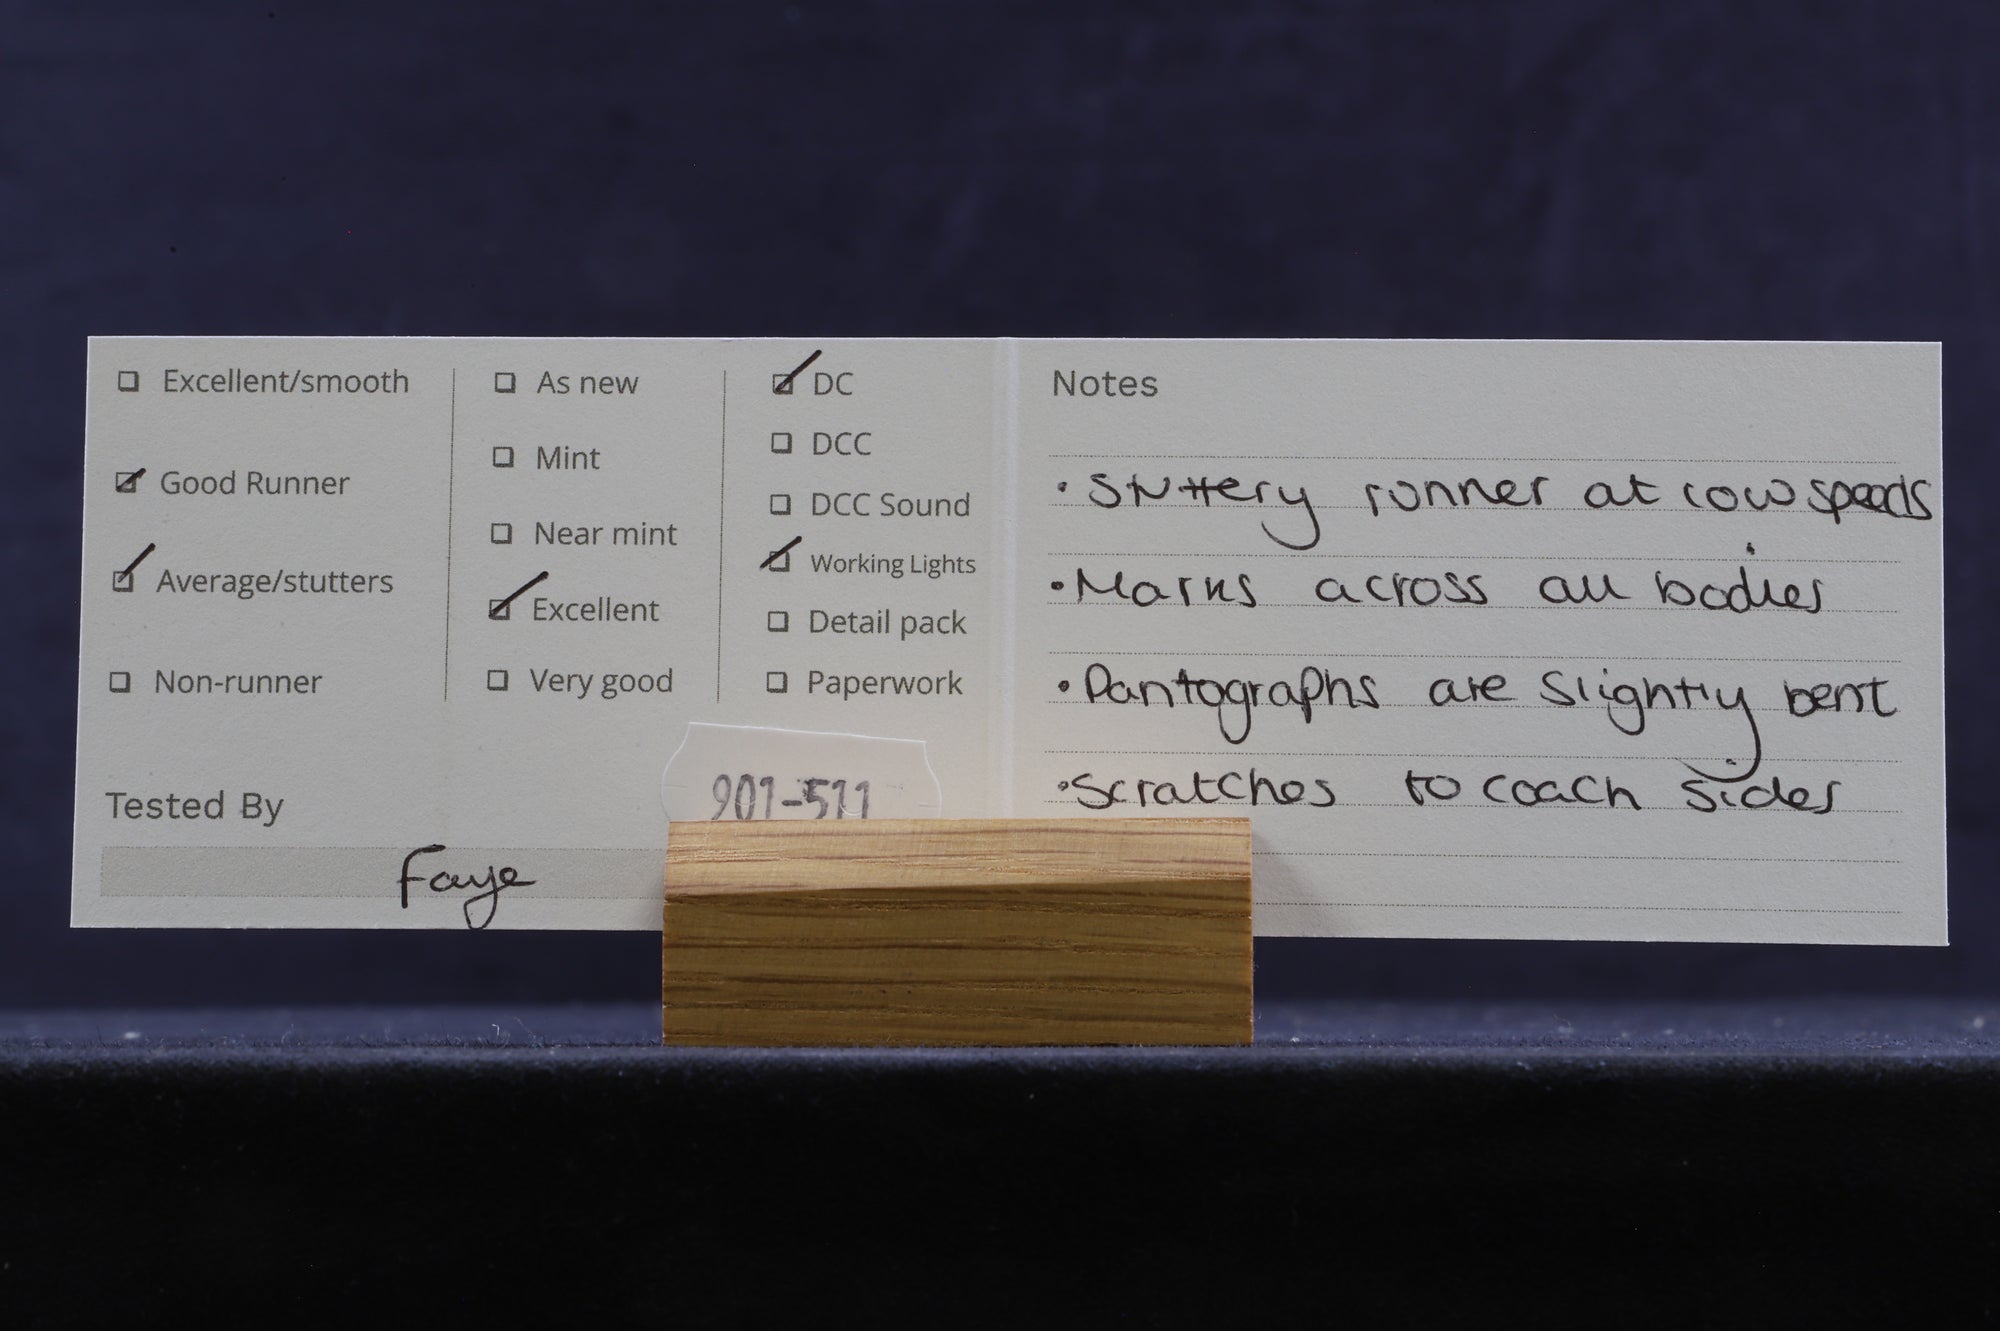 Excellent/smooth
Good Runner
Average/stutters
Non-runner
As new
Mint
Near mint
Excellent
Very good
DC
DCC
DCC Sound
Working Lights
Detail pack
Paperwork
Tested By
Faye
901-511
Notes
• Stuttery runner at low speeds
• Marks across all bodies
• Pantographs are slightly bent
• Scratches to coach sides